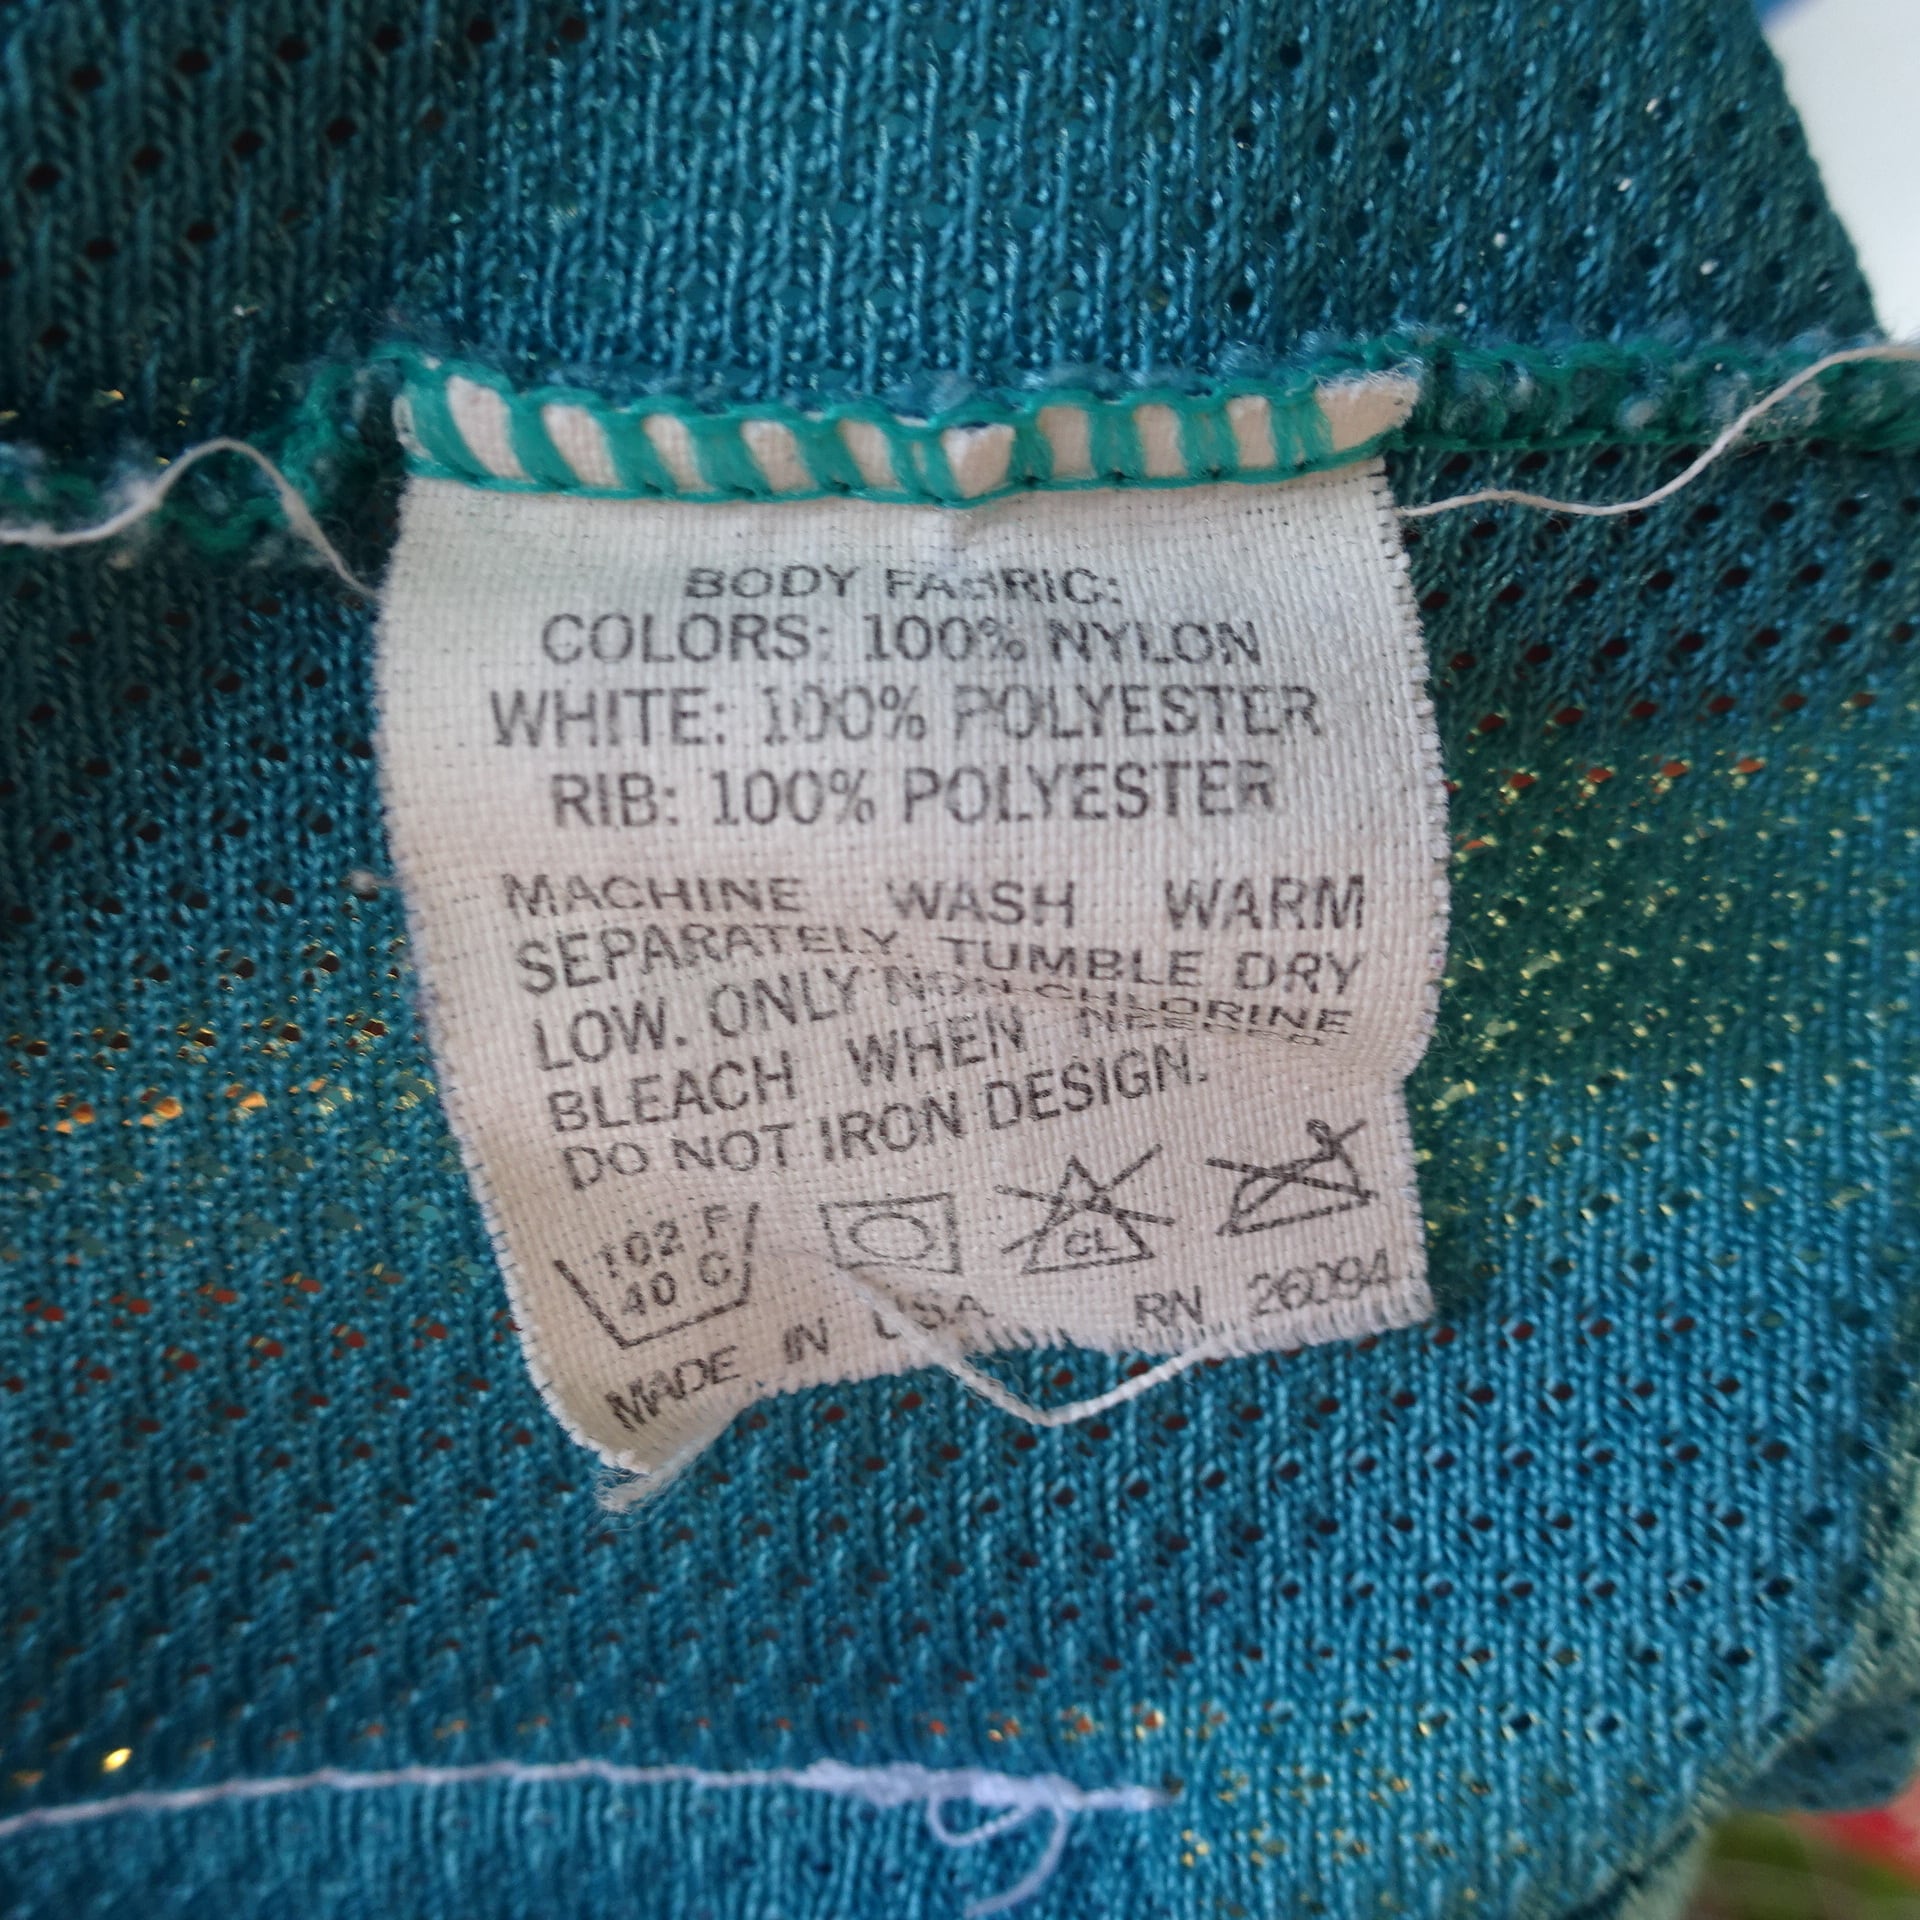 BODY FABRIC:
COLORS: 100% NYLON
WHITE: 100% POLYESTER
RIB: 100% POLYESTER
MACHINE WASH WARM
SEPARATELY. TUMBLE DRY
LOW. ONLY NON-CHLORINE
BLEACH WHEN NEEDED
DO NOT IRON DESIGN.
102 F
40 C
CL
MADE IN USA RN 26094